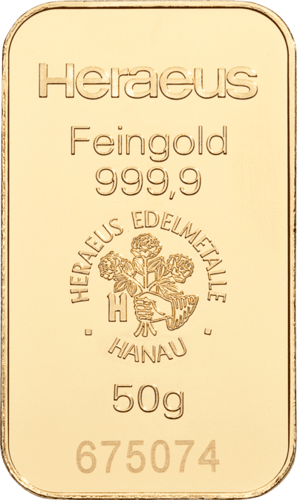 Heraeus
Feingold
999,9
HERAEUS EDELMETALLE
H
· HANAU ·
50g
675074